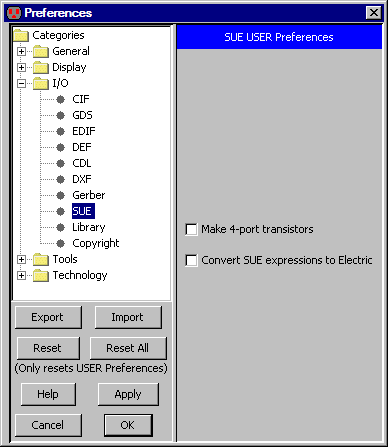 Preferences
Categories
General
Display
I/O
CIF
GDS
EDIF
DEF
CDL
DXF
Gerber
SUE
Library
Copyright
Tools
Technology
Export Import
Reset Reset All
(Only resets USER Preferences)
Help Apply
Cancel OK
SUE USER Preferences
Make 4-port transistors
Convert SUE expressions to Electric